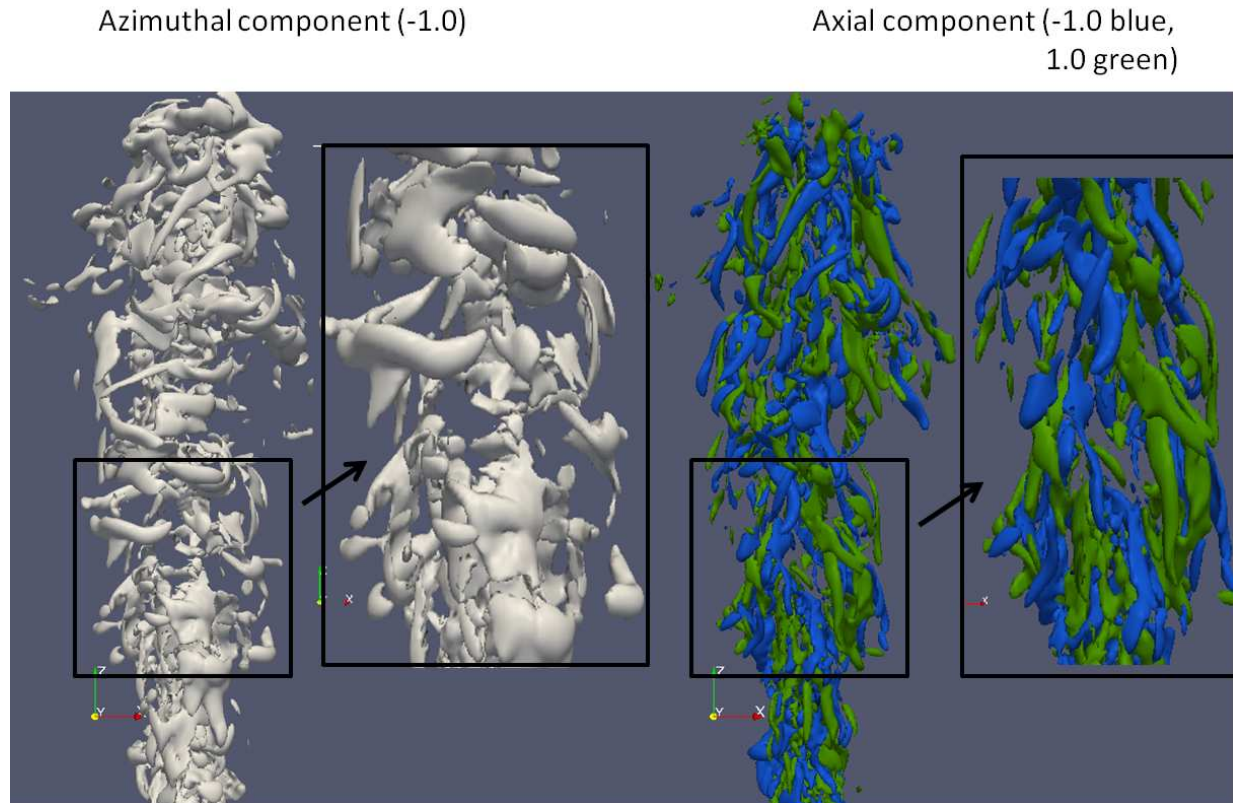 Azimuthal component (-1.0)
Axial component (-1.0 blue,
1.0 green)
X
X
Z
Y
Z
Y
X